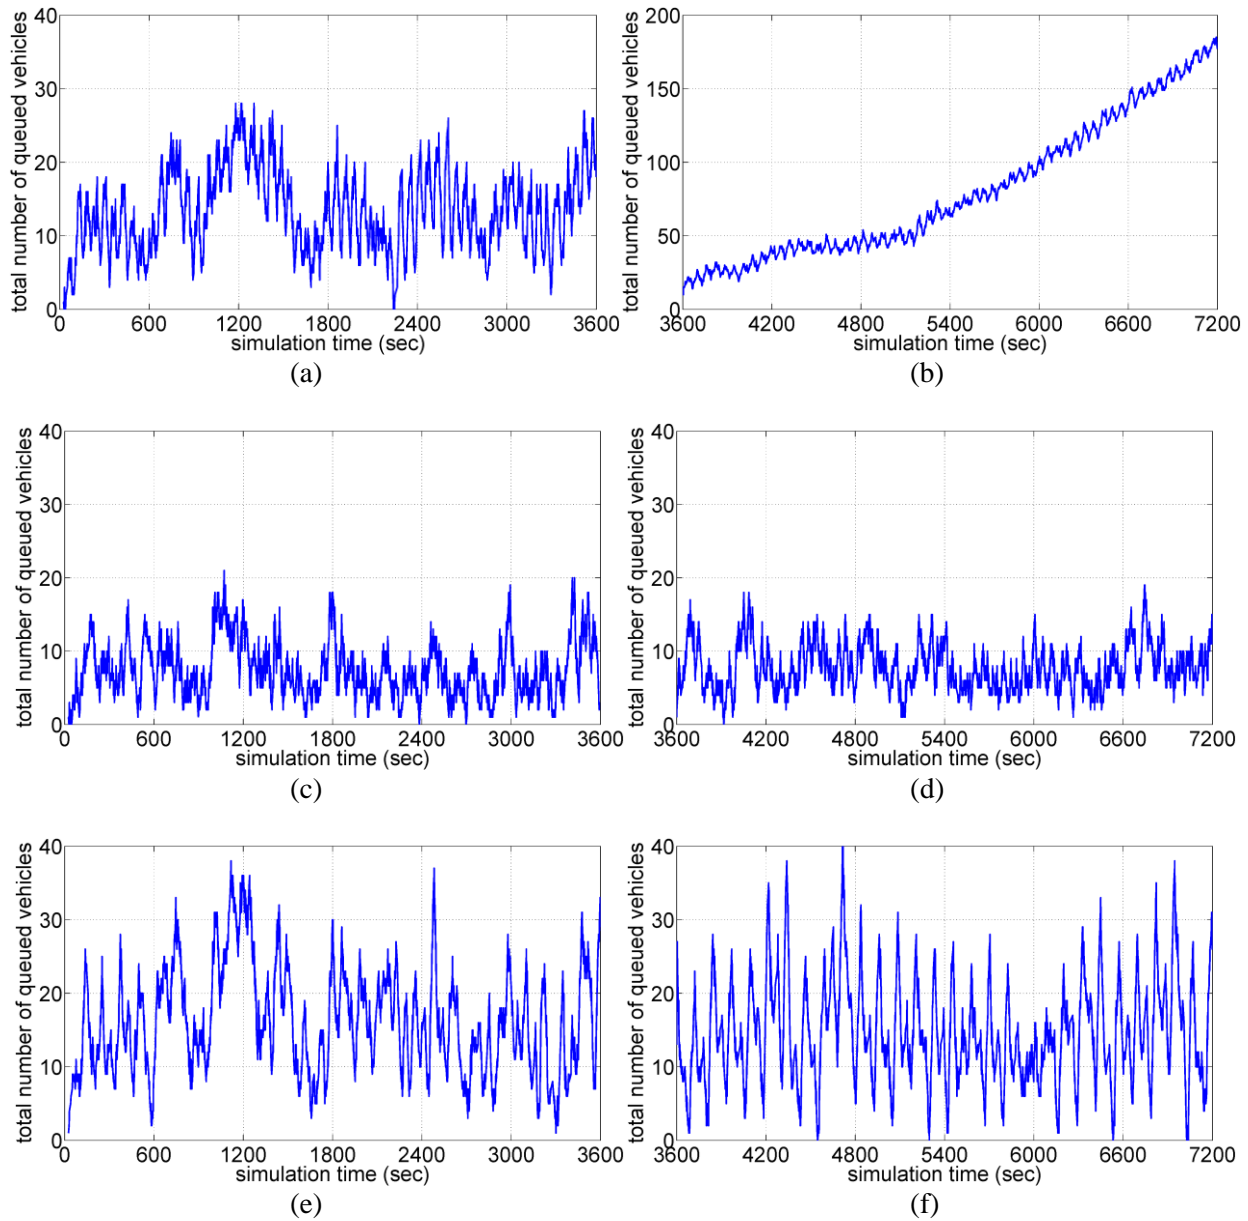 total number of queued vehicles
40
30
20
10
0
0 600 1200 1800 2400 3000 3600
simulation time (sec)
(a)
total number of queued vehicles
200
150
100
50
0
3600 4200 4800 5400 6000 6600 7200
simulation time (sec)
(b)
total number of queued vehicles
40
30
20
10
0
0 600 1200 1800 2400 3000 3600
simulation time (sec)
(c)
total number of queued vehicles
40
30
20
10
0
3600 4200 4800 5400 6000 6600 7200
simulation time (sec)
(d)
total number of queued vehicles
40
30
20
10
0
0 600 1200 1800 2400 3000 3600
simulation time (sec)
(e)
total number of queued vehicles
40
30
20
10
0
3600 4200 4800 5400 6000 6600 7200
simulation time (sec)
(f)